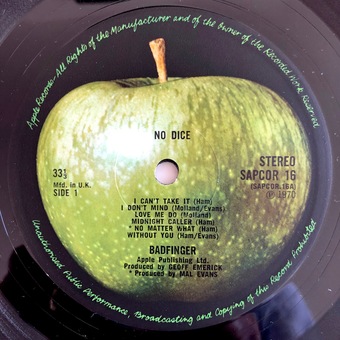 Apple Records·All Rights of the Manufacturer and of the Owner of the Recorded Work Reserved
NO DICE
33⅓
Mfd. in U.K.
SIDE 1
STEREO
SAPCOR 16
(SAPCOR.16A)
℗ 1970
I CAN'T TAKE IT (Ham)
I DON'T MIND (Molland/Evans)
LOVE ME DO (Molland)
MIDNIGHT CALLER (Ham)
* NO MATTER WHAT (Ham)
WITHOUT YOU (Ham/Evans)
BADFINGER
Apple Publishing Ltd.
Produced by GEOFF EMERICK
* Produced by MAL EVANS
Unauthorised Public Performance, Broadcasting and Copying of this Record Prohibited